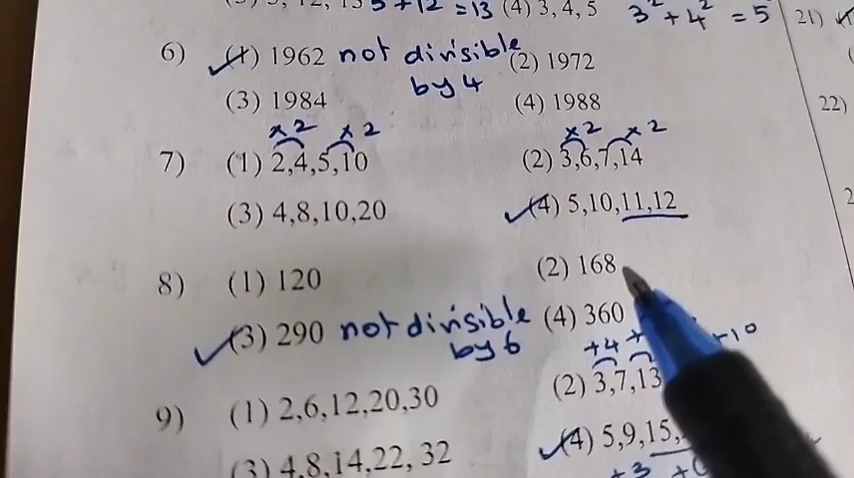 12, 13 5 + 12 = 13 (4) 3, 4, 5 3² + 4² = 5 21)
6) (1) 1962 not divisible by 4 (2) 1972
(3) 1984 (4) 1988
22)
×2 ×2 ×2 ×2
7) (1) 2,4,5,10 (2) 3,6,7,14
(3) 4,8,10,20 (4) 5,10,11,12
8) (1) 120 (2) 168
(3) 290 not divisible by 6 (4) 360
+4 +10
9) (1) 2,6,12,20,30 (2) 3,7,13
(3) 4,8,14,22, 32 (4) 5,9,15,
+3